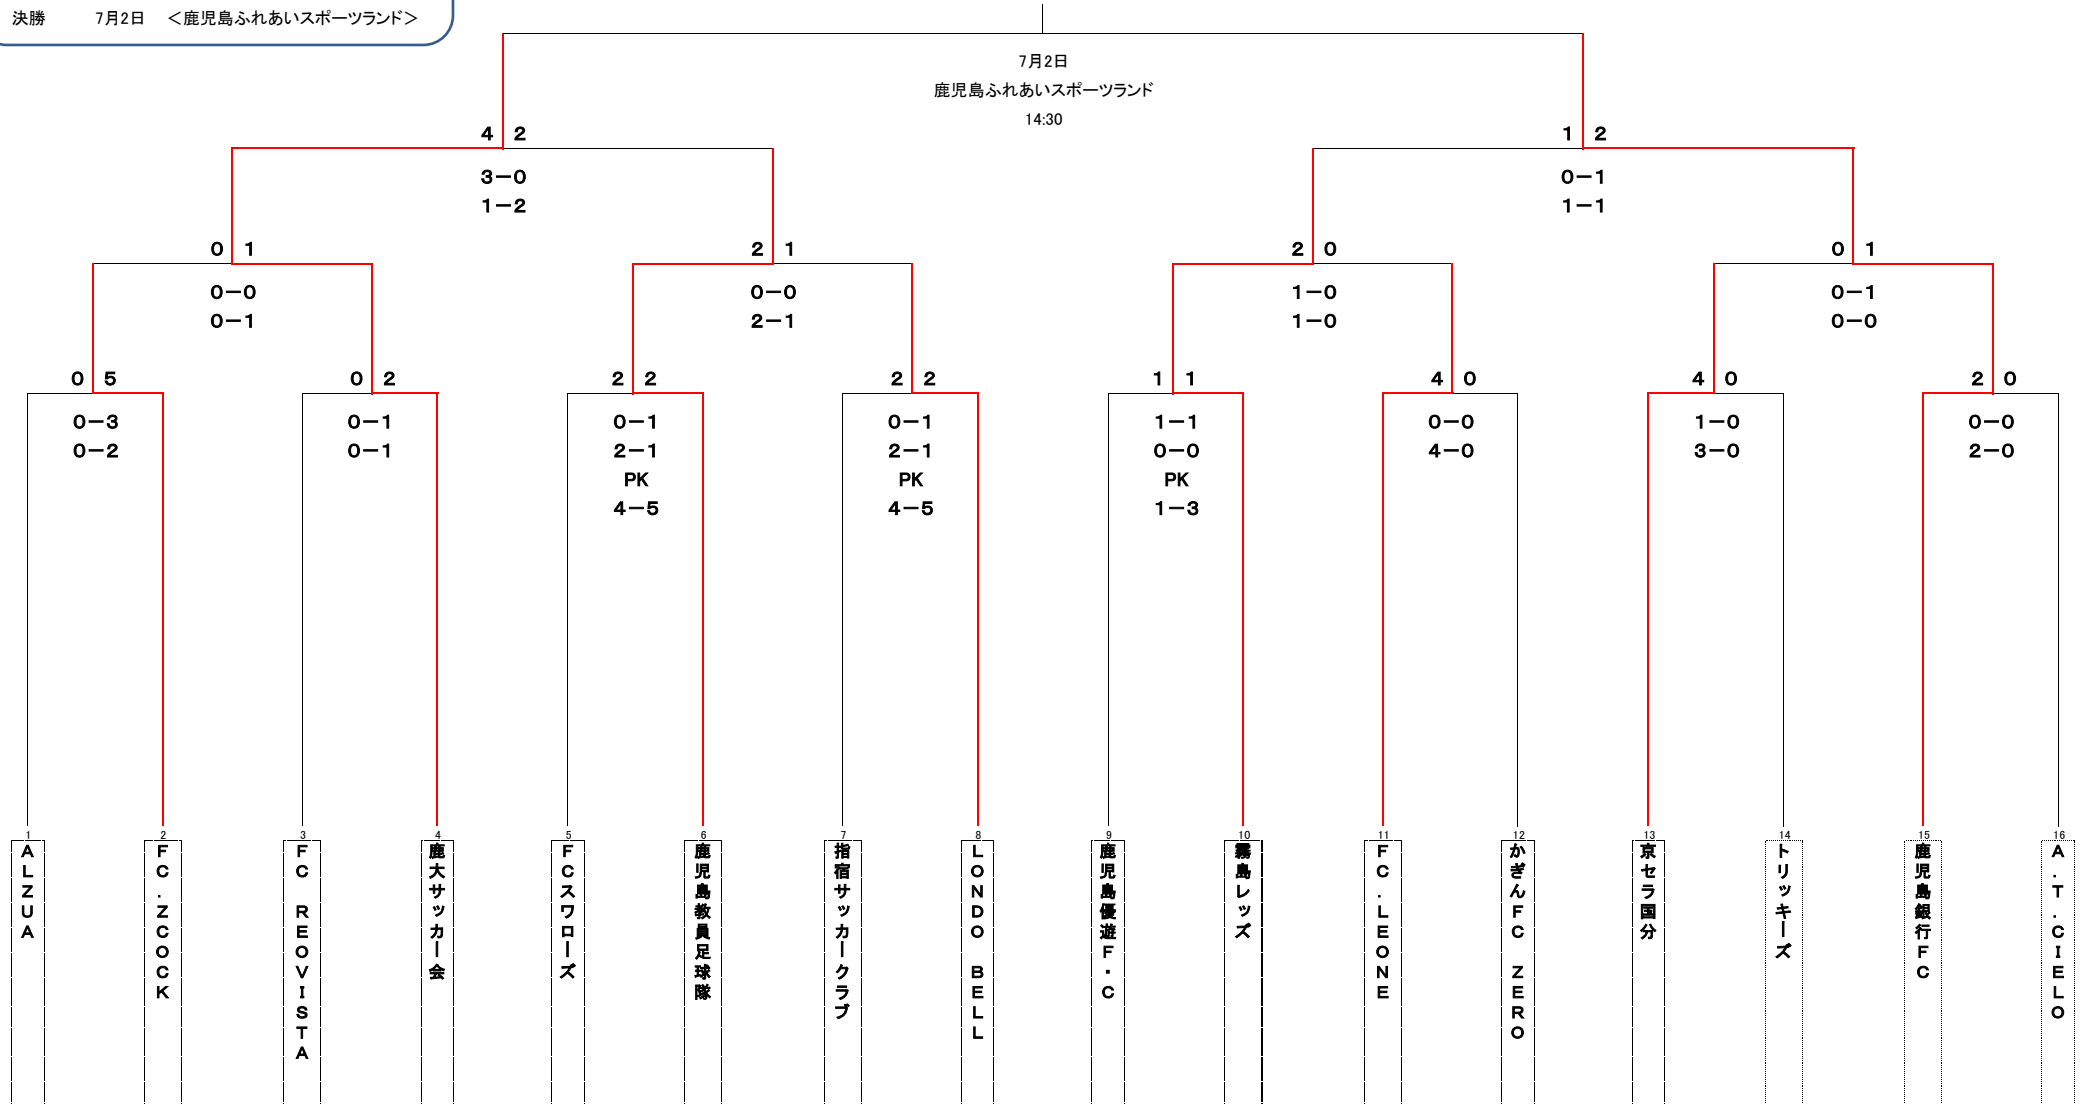 決勝　7月2日　＜鹿児島ふれあいスポーツランド＞
7月2日
鹿児島ふれあいスポーツランド
14:30
4 2
1 2
3－0
0－1
1－2
1－1
0 1
2 1
2 0
0 1
0－0
0－0
1－0
0－1
0－1
2－1
1－0
0－0
0 5
0 2
2 2
2 2
1 1
4 0
4 0
2 0
0－3
0－1
0－1
0－1
1－1
0－0
1－0
0－0
0－2
0－1
2－1
2－1
0－0
4－0
3－0
2－0
PK
PK
PK
4－5
4－5
1－3
1
ALZUA
2
FC.ZCOCK
3
FC REOVISTA
4
鹿大サッカー会
5
FCスワローズ
6
鹿児島教員足球隊
7
指宿サッカークラブ
8
LONDO BELL
9
鹿児島優遊F・C
10
霧島レッズ
11
FC.LEONE
12
かぎんFC ZERO
13
京セラ国分
14
トリッキーズ
15
鹿児島銀行FC
16
A.T.CIELO